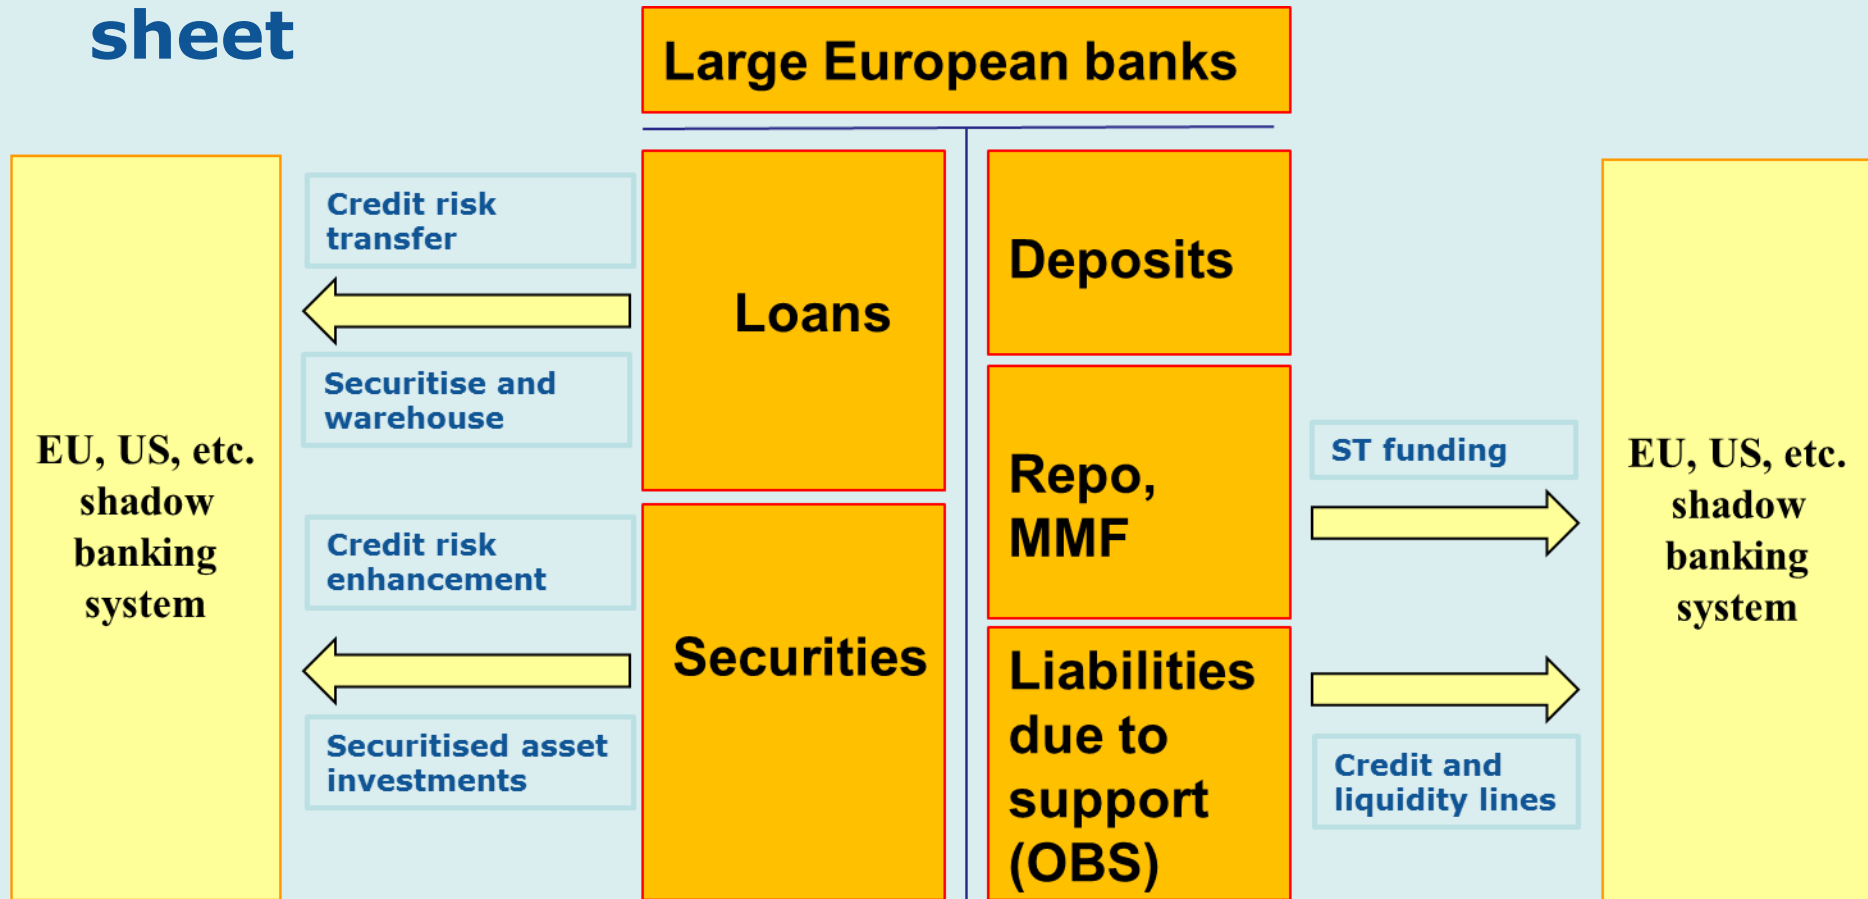 sheet
Large European banks
EU, US, etc.
shadow
banking
system
Credit risk
transfer
Securitise and
warehouse
Credit risk
enhancement
Securitised asset
investments
Loans
Securities
Deposits
Repo,
MMF
Liabilities
due to
support
(OBS)
ST funding
Credit and
liquidity lines
EU, US, etc.
shadow
banking
system